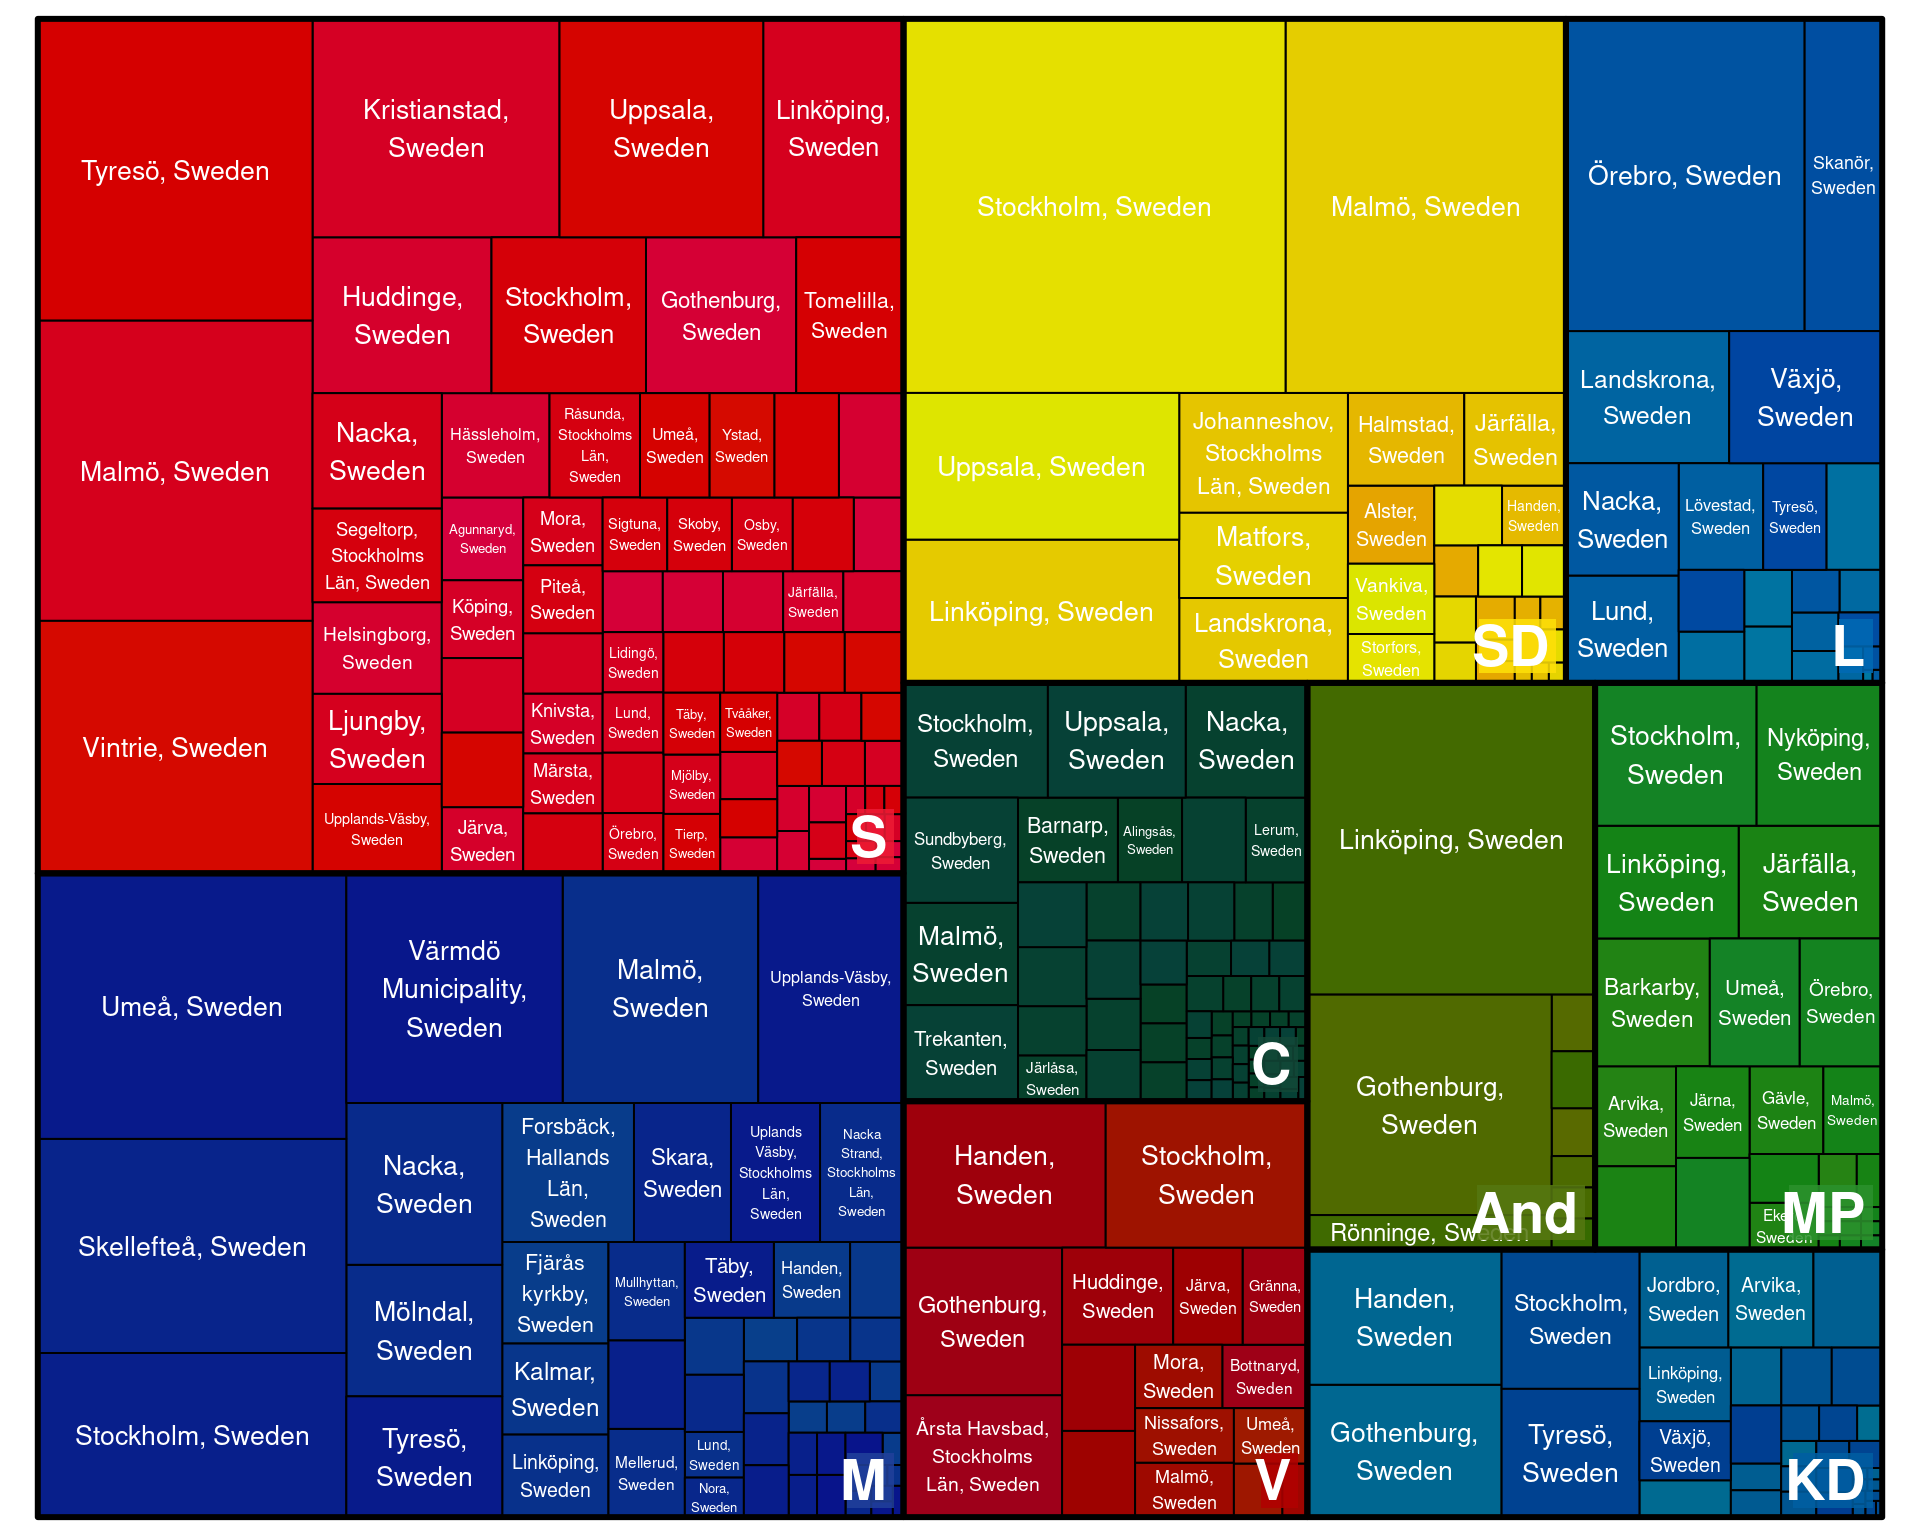 Tyresö, Sweden
Malmö, Sweden
Vintrie, Sweden
Kristianstad,
Sweden
Uppsala,
Sweden
Linköping,
Sweden
Huddinge,
Sweden
Stockholm,
Sweden
Gothenburg,
Sweden
Tomelilla,
Sweden
Nacka,
Sweden
Segeltorp,
Stockholms
Län, Sweden
Helsingborg,
Sweden
Ljungby,
Sweden
Upplands-Väsby,
Sweden
Hässleholm,
Sweden
Råsunda,
Stockholms
Län,
Sweden
Umeå,
Sweden
Ystad,
Sweden
Agunnaryd,
Sweden
Köping,
Sweden
Järva,
Sweden
Mora,
Sweden
Piteå,
Sweden
Knivsta,
Sweden
Märsta,
Sweden
Sigtuna,
Sweden
Skoby,
Sweden
Osby,
Sweden
Järfälla,
Sweden
Lidingö,
Sweden
Lund,
Sweden
Örebro,
Sweden
Täby,
Sweden
Mjölby,
Sweden
Tierp,
Sweden
Tvååker,
Sweden
S
Umeå, Sweden
Skellefteå, Sweden
Stockholm, Sweden
Värmdö
Municipality,
Sweden
Malmö,
Sweden
Upplands-Väsby,
Sweden
Nacka,
Sweden
Mölndal,
Sweden
Tyresö,
Sweden
Forsbäck,
Hallands
Län,
Sweden
Skara,
Sweden
Uplands
Väsby,
Stockholms
Län,
Sweden
Nacka
Strand,
Stockholms
Län,
Sweden
Fjärås
kyrkby,
Sweden
Kalmar,
Sweden
Linköping,
Sweden
Mullhyttan,
Sweden
Mellerud,
Sweden
Täby,
Sweden
Handen,
Sweden
Lund,
Sweden
Nora,
Sweden
M
Stockholm, Sweden
Malmö, Sweden
Uppsala, Sweden
Linköping, Sweden
Johanneshov,
Stockholms
Län, Sweden
Matfors,
Sweden
Landskrona,
Sweden
Halmstad,
Sweden
Järfälla,
Sweden
Alster,
Sweden
Vankiva,
Sweden
Storfors,
Sweden
Handen,
Sweden
SD
Örebro, Sweden
Skanör,
Sweden
Landskrona,
Sweden
Växjö,
Sweden
Nacka,
Sweden
Lund,
Sweden
Lövestad,
Sweden
Tyresö,
Sweden
L
Stockholm,
Sweden
Uppsala,
Sweden
Nacka,
Sweden
Sundbyberg,
Sweden
Malmö,
Sweden
Trekanten,
Sweden
Barnarp,
Sweden
Alingsås,
Sweden
Lerum,
Sweden
Järlåsa,
Sweden
C
Linköping, Sweden
Gothenburg,
Sweden
Rönninge, Sweden
And
Stockholm,
Sweden
Nyköping,
Sweden
Linköping,
Sweden
Järfälla,
Sweden
Barkarby,
Sweden
Umeå,
Sweden
Örebro,
Sweden
Arvika,
Sweden
Järna,
Sweden
Gävle,
Sweden
Malmö,
Sweden
Sweden
MP
Handen,
Sweden
Stockholm,
Sweden
Gothenburg,
Sweden
Årsta Havsbad,
Stockholms
Län, Sweden
Huddinge,
Sweden
Järva,
Sweden
Gränna,
Sweden
Mora,
Sweden
Bottnaryd,
Sweden
Nissafors,
Sweden
Umeå,
Sweden
Malmö,
Sweden
V
Handen,
Sweden
Gothenburg,
Sweden
Stockholm,
Sweden
Tyresö,
Sweden
Jordbro,
Sweden
Arvika,
Sweden
Linköping,
Sweden
Växjö,
Sweden
KD